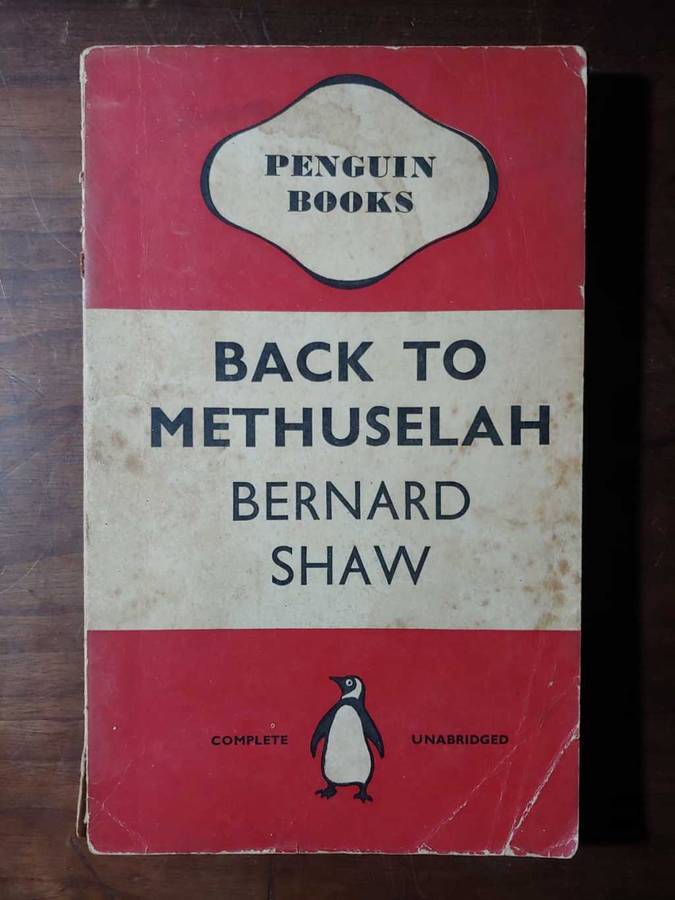 PENGUIN
BOOKS
BACK TO
METHUSELAH
BERNARD
SHAW
COMPLETE UNABRIDGED